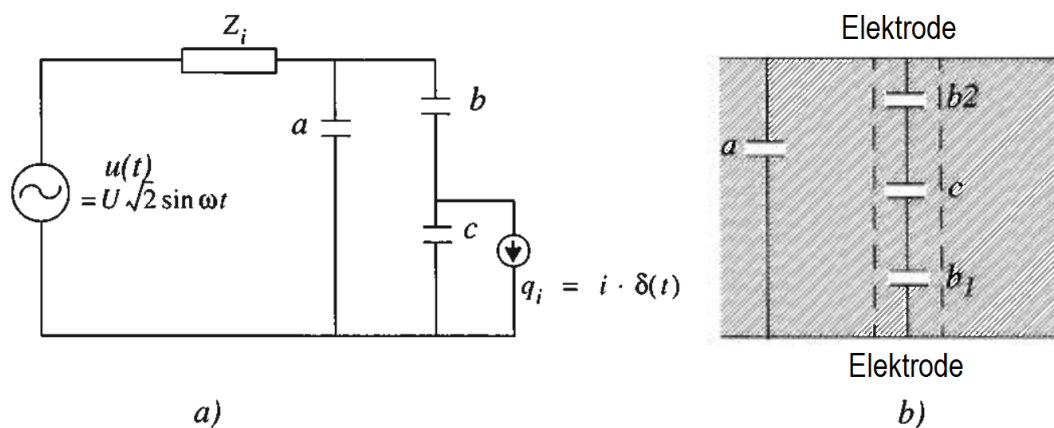 Z_i
a
b
u(t)
= U √2 sin ωt
c
q_i = i · δ(t)
a)
Elektrode
b2
a
c
b_1
Elektrode
b)